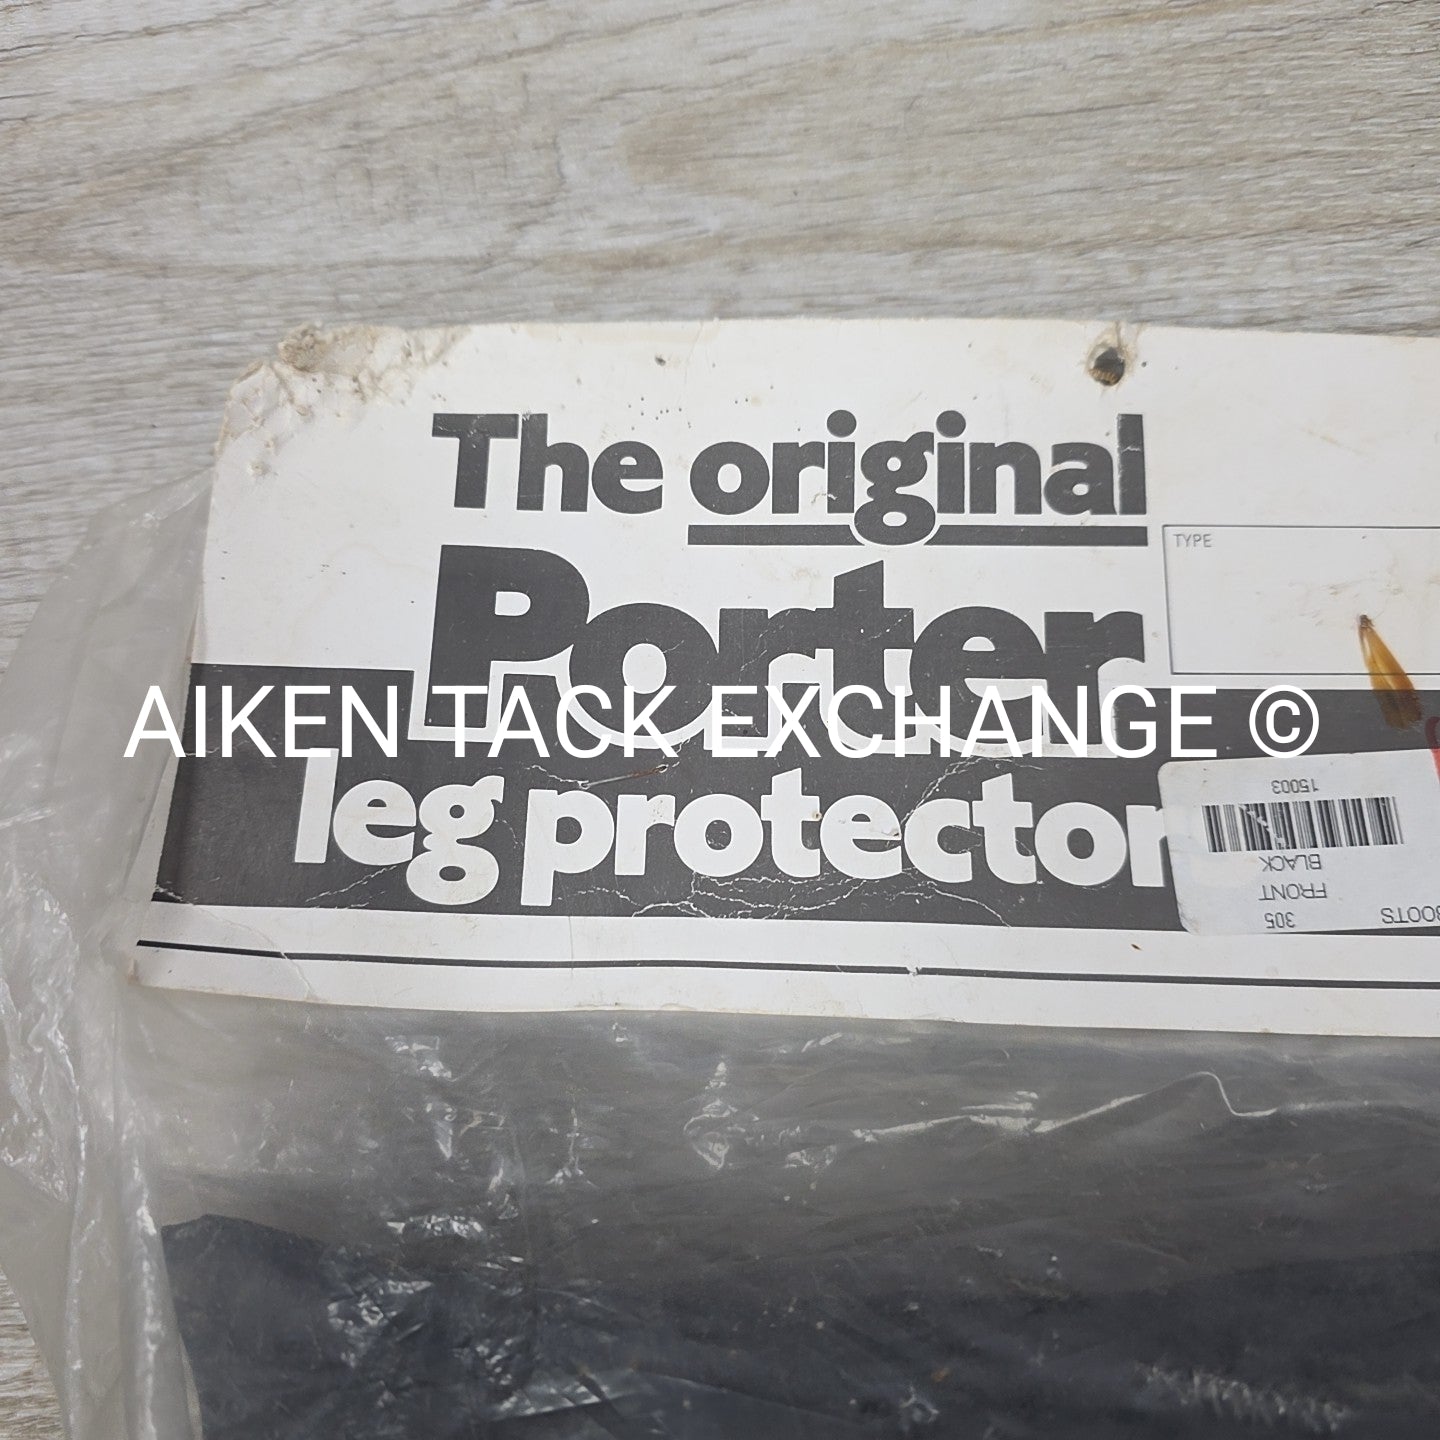 The original
TYPE
Porter
AIKEN TACK EXCHANGE ©
leg protector
15003
BLACK
FRONT
305
BOOTS